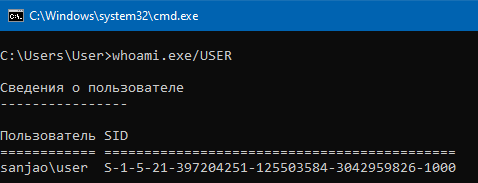 C:\Windows\system32\cmd.exe
C:\Users\User>whoami.exe/USER
Сведения о пользователе
----------------
Пользователь SID
============ ============================================
sanjao\user  S-1-5-21-397204251-125503584-3042959826-1000